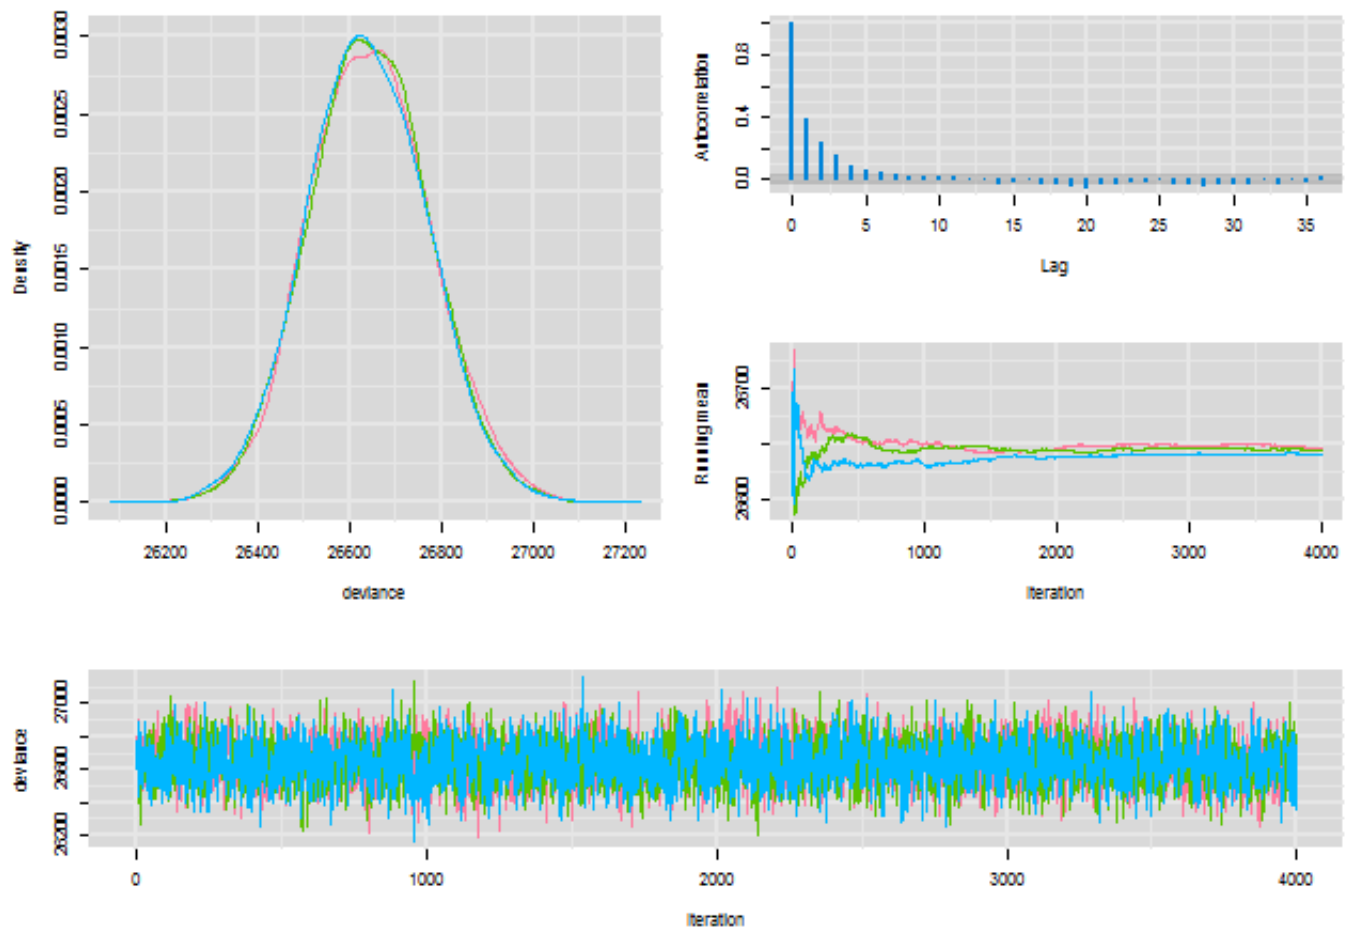 Density
0.0000 0.0005 0.0010 0.0015 0.0020 0.0025 0.0030
26200 26400 26600 26800 27000 27200
deviance
Autocorrelation
0.0 0.4 0.8
0 5 10 15 20 25 30 35
Lag
Running mean
26600 26700
0 1000 2000 3000 4000
Iteration
deviance
26200 26600 27000
0 1000 2000 3000 4000
Iteration